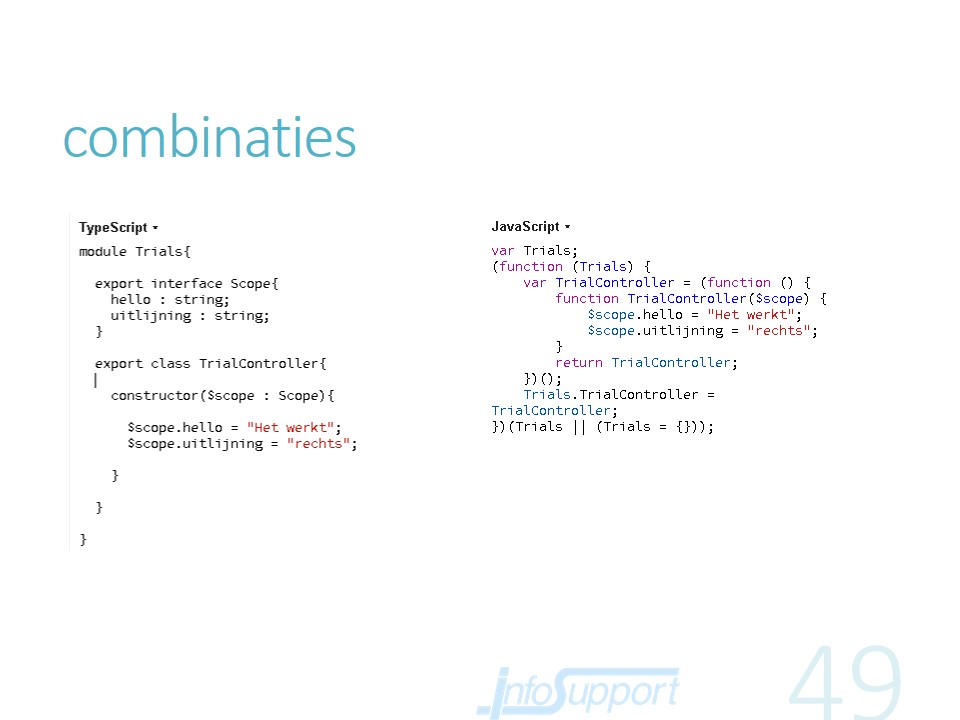 combinaties
TypeScript
module Trials{
export interface Scope{
hello : string;
uitlijning : string;
}
export class TrialController{
constructor($scope : Scope){
$scope.hello = "Het werkt";
$scope.uitlijning = "rechts";
}
}
}
JavaScript
var Trials;
(function (Trials) {
var TrialController = (function () {
function TrialController($scope) {
$scope.hello = "Het werkt";
$scope.uitlijning = "rechts";
}
return TrialController;
})();
Trials.TrialController =
TrialController;
})(Trials || (Trials = {}));
infoSupport
49